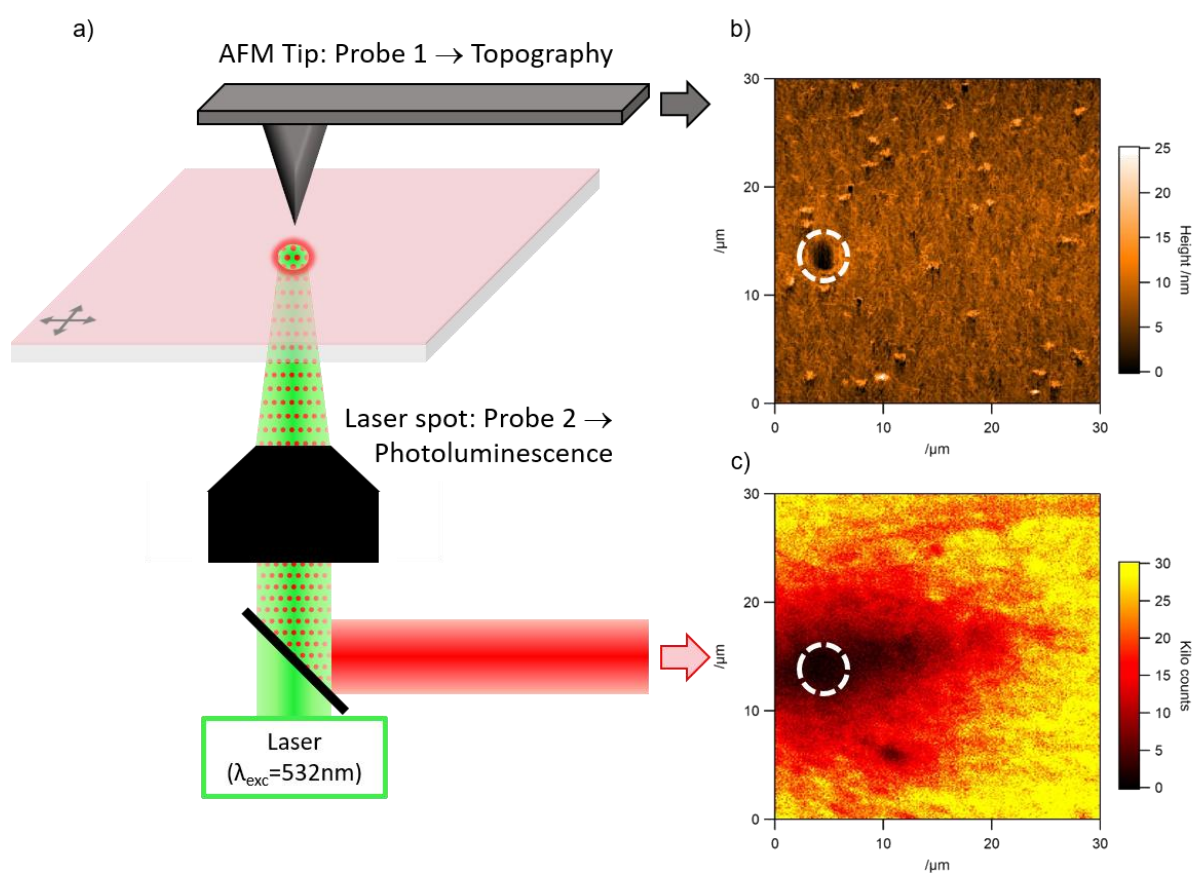 a)
AFM Tip: Probe 1 → Topography
Laser spot: Probe 2 →
Photoluminescence
Laser
(λexc=532nm)
b)
30
20
10
0
/µm
0
10
20
30
/µm
25
20
15
10
5
0
Height /nm
c)
30
20
10
0
/µm
0
10
20
30
/µm
30
25
20
15
10
5
0
Kilo counts